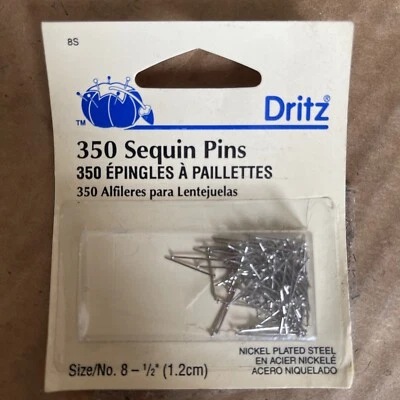 8S
TM
Dritz®
350 Sequin Pins
350 ÉPINGLES À PAILLETTES
350 Alfileres para Lentejuelas
Size/No. 8 – 1/2" (1.2cm)
NICKEL PLATED STEEL
EN ACIER NICKELÉ
ACERO NIQUELADO